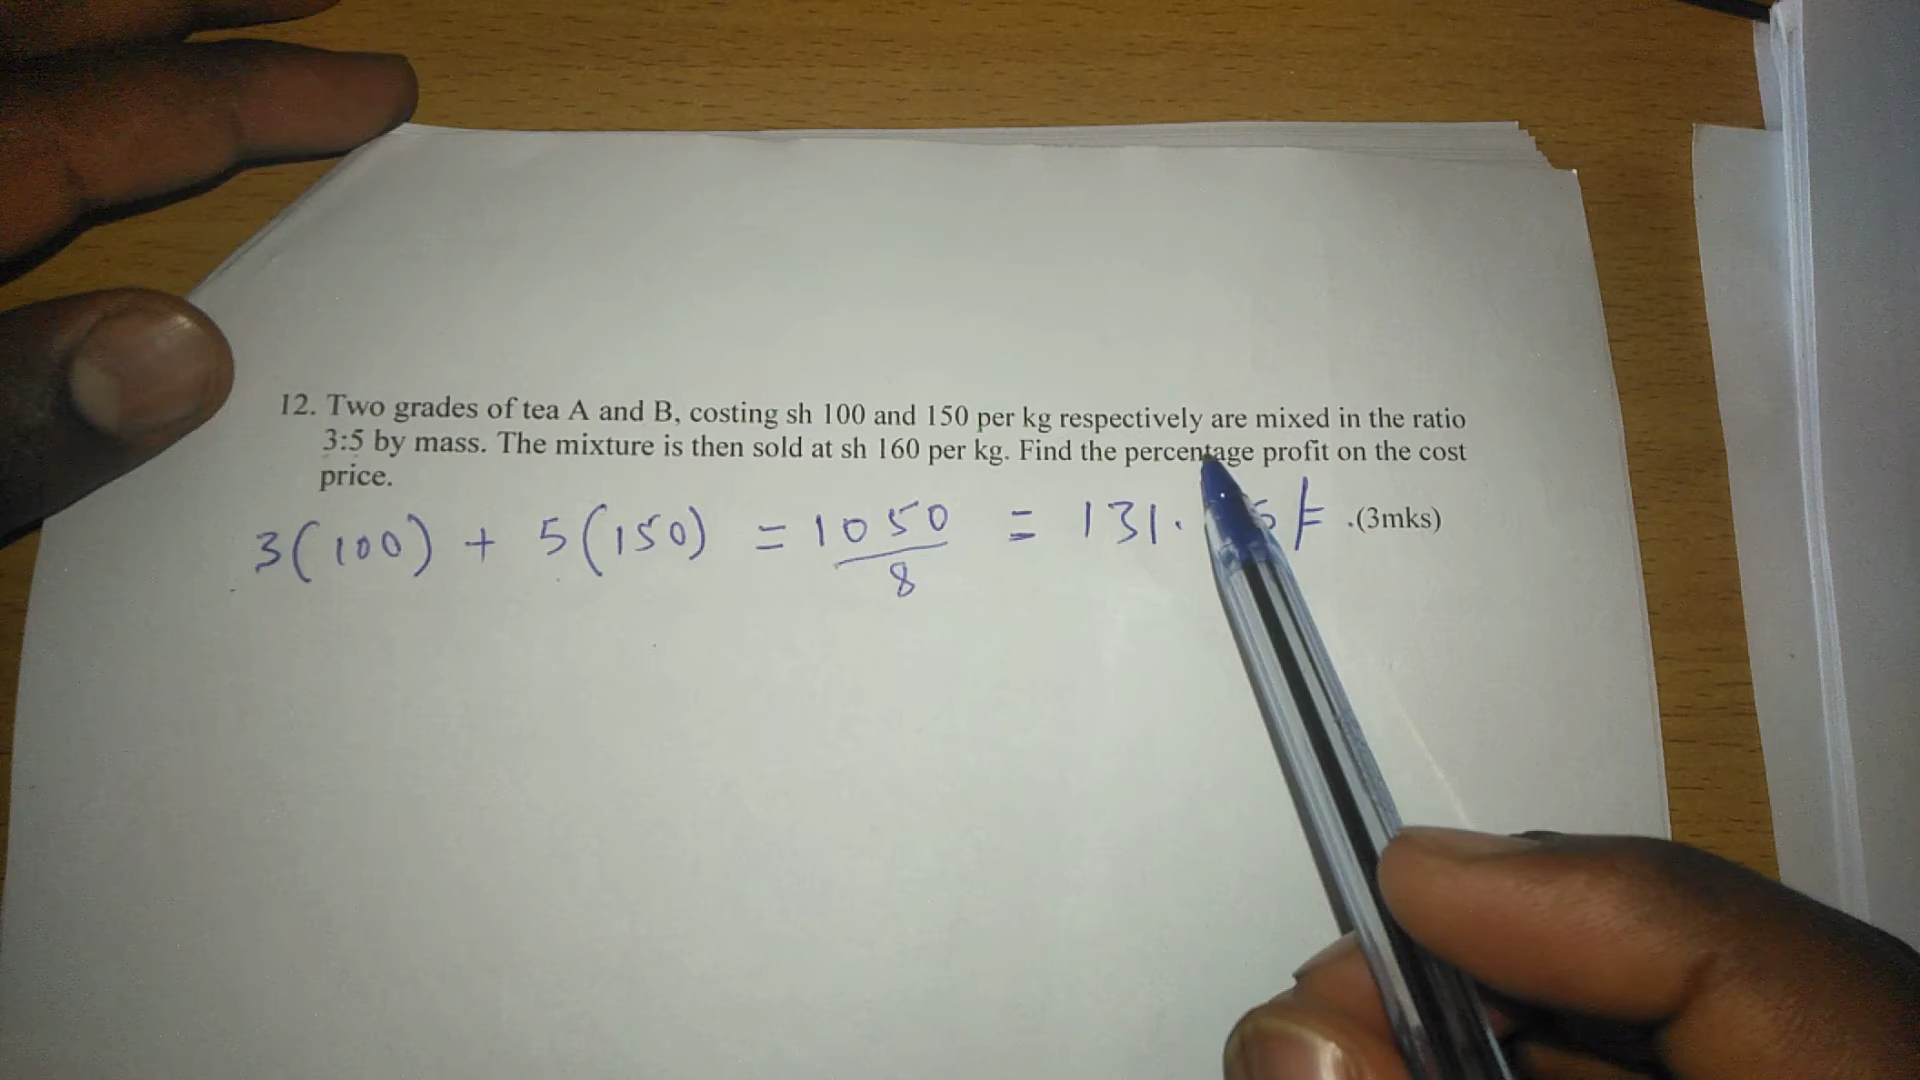 12. Two grades of tea A and B, costing sh 100 and 150 per kg respectively are mixed in the ratio
3:5 by mass. The mixture is then sold at sh 160 per kg. Find the percentage profit on the cost
price.
.(3mks)
3(100) + 5(150) = 1050/8 = 131.